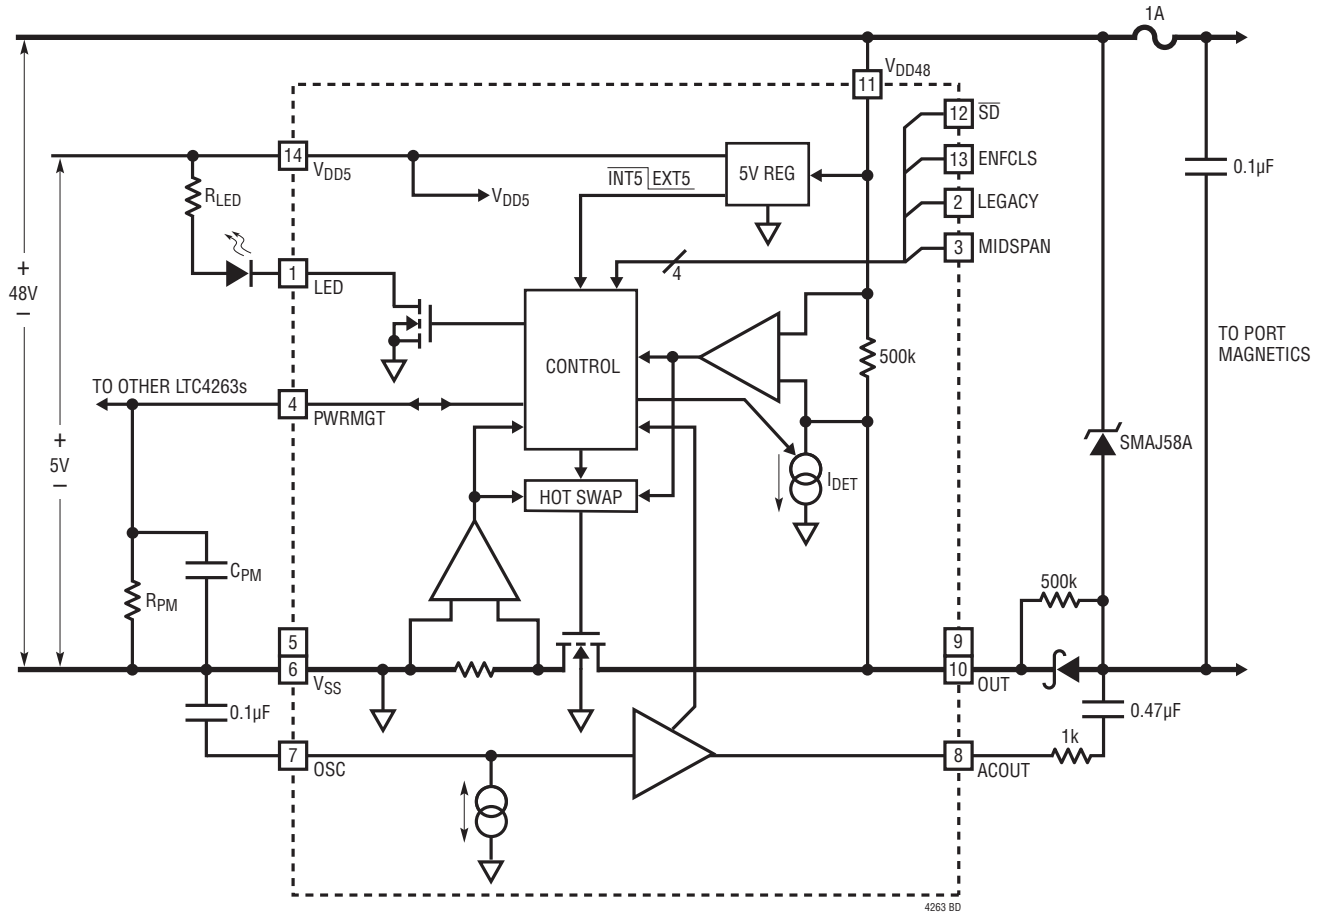 1A
VDD48
11
12 SD
14
VDD5
5V REG
INT5 EXT5
13 ENFCLS
0.1µF
RLED
VDD5
2 LEGACY
3 MIDSPAN
4
+
48V
–
1
LED
CONTROL
500k
TO PORT
MAGNETICS
TO OTHER LTC4263s
4
PWRMGT
+
5V
–
SMAJ58A
HOT SWAP
IDET
CPM
RPM
500k
5
6
VSS
9
10
OUT
0.1µF
0.47µF
1k
7
OSC
8
ACOUT
4263 BD